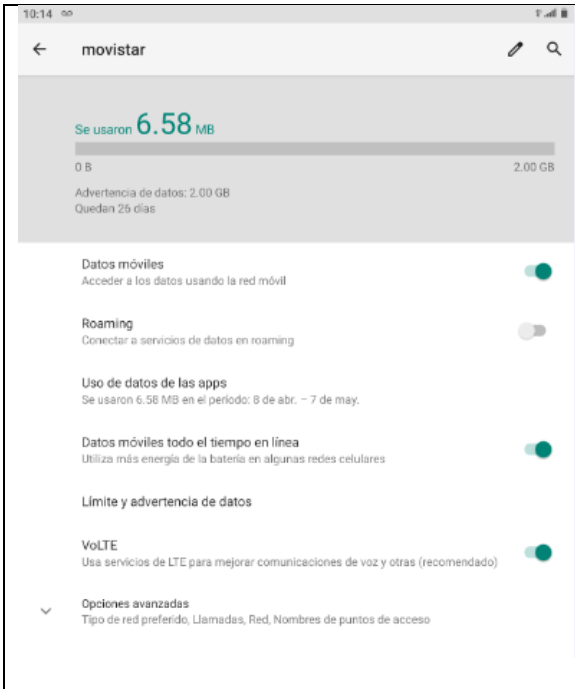 10:14
movistar
Se usaron 6.58 MB
0 B 2.00 GB
Advertencia de datos: 2.00 GB
Quedan 26 días
Datos móviles
Acceder a los datos usando la red móvil
Roaming
Conectar a servicios de datos en roaming
Uso de datos de las apps
Se usaron 6.58 MB en el período: 8 de abr. – 7 de may.
Datos móviles todo el tiempo en línea
Utiliza más energía de la batería en algunas redes celulares
Límite y advertencia de datos
VoLTE
Usa servicios de LTE para mejorar comunicaciones de voz y otras (recomendado)
Opciones avanzadas
Tipo de red preferido, Llamadas, Red, Nombres de puntos de acceso